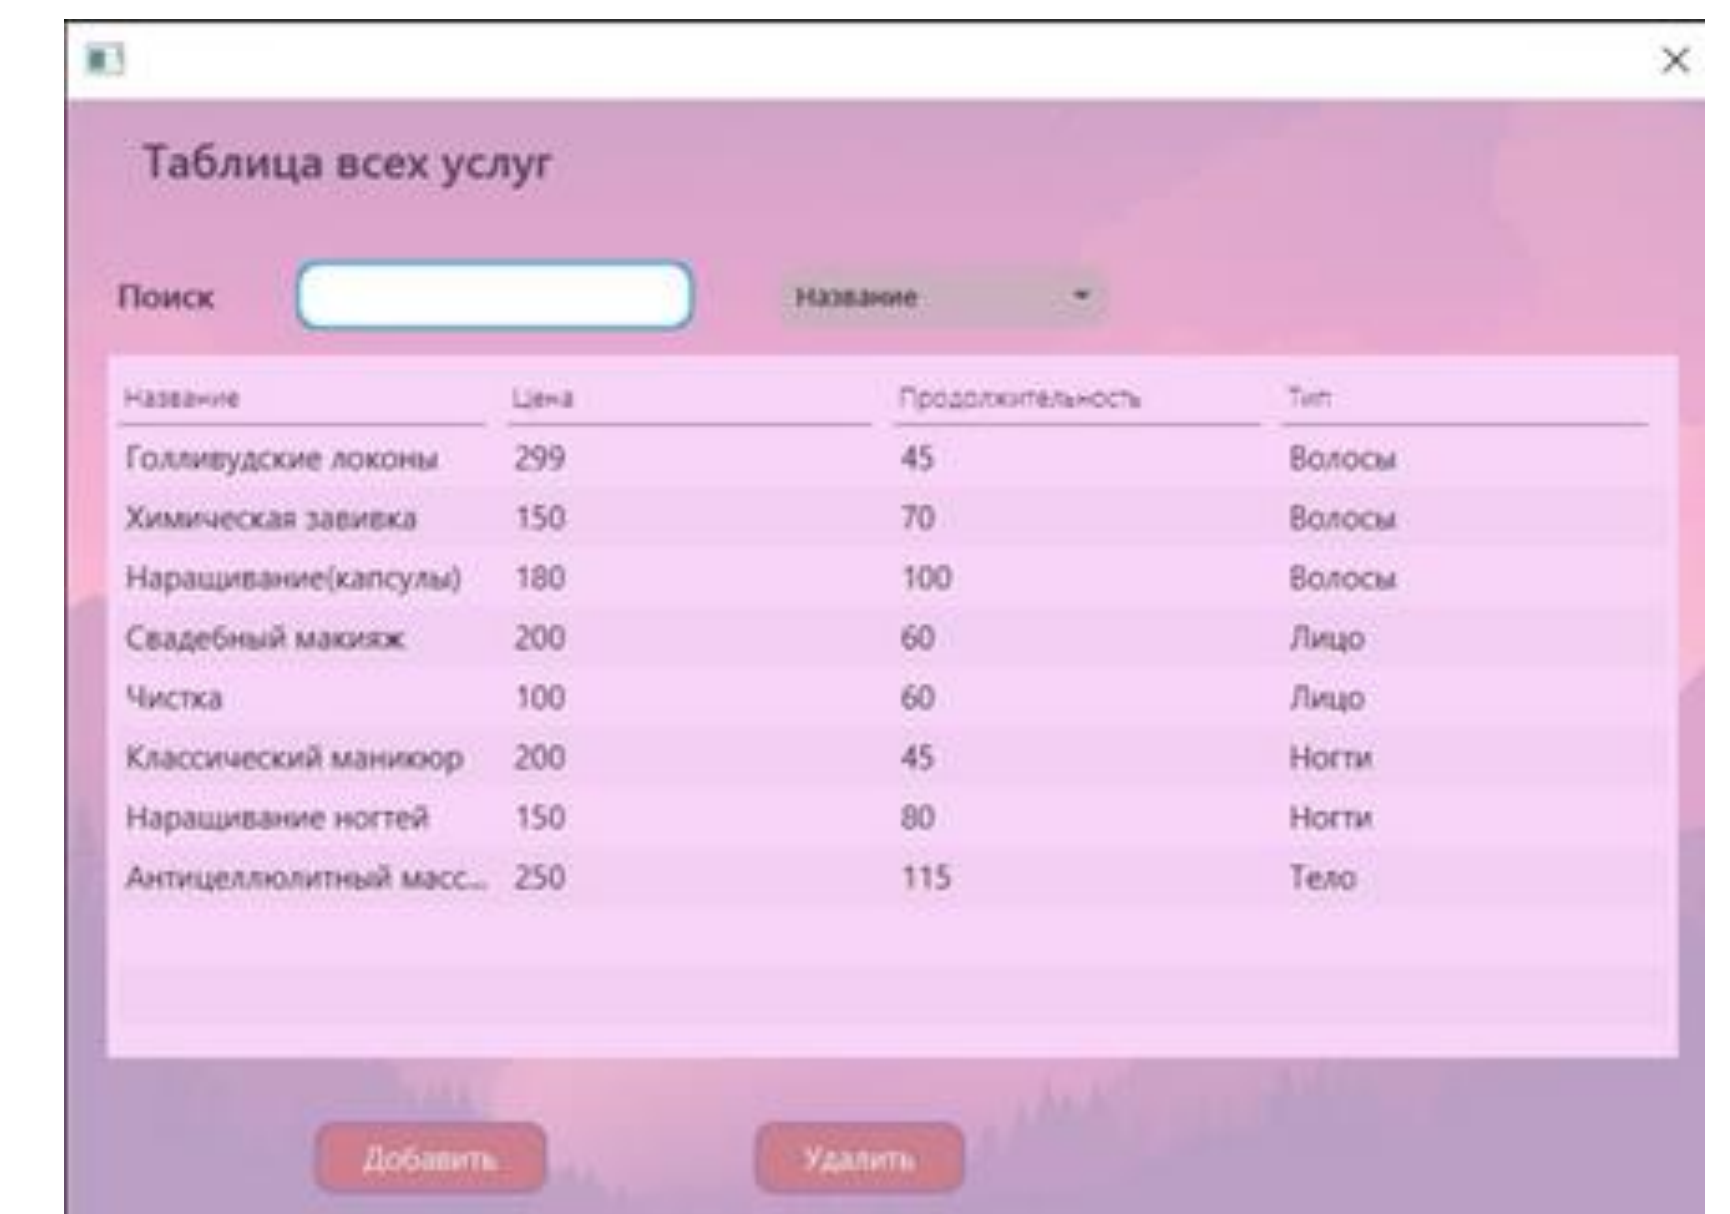 Таблица всех услуг
Поиск Название
Название Цена Продолжительность Тип
Голливудские локоны 299 45 Волосы
Химическая завивка 150 70 Волосы
Наращивание(капсулы) 180 100 Волосы
Свадебный макияж 200 60 Лицо
Чистка 100 60 Лицо
Классический маникюр 200 45 Ногти
Наращивание ногтей 150 80 Ногти
Антицеллюлитный масс... 250 115 Тело
Добавить Удалить